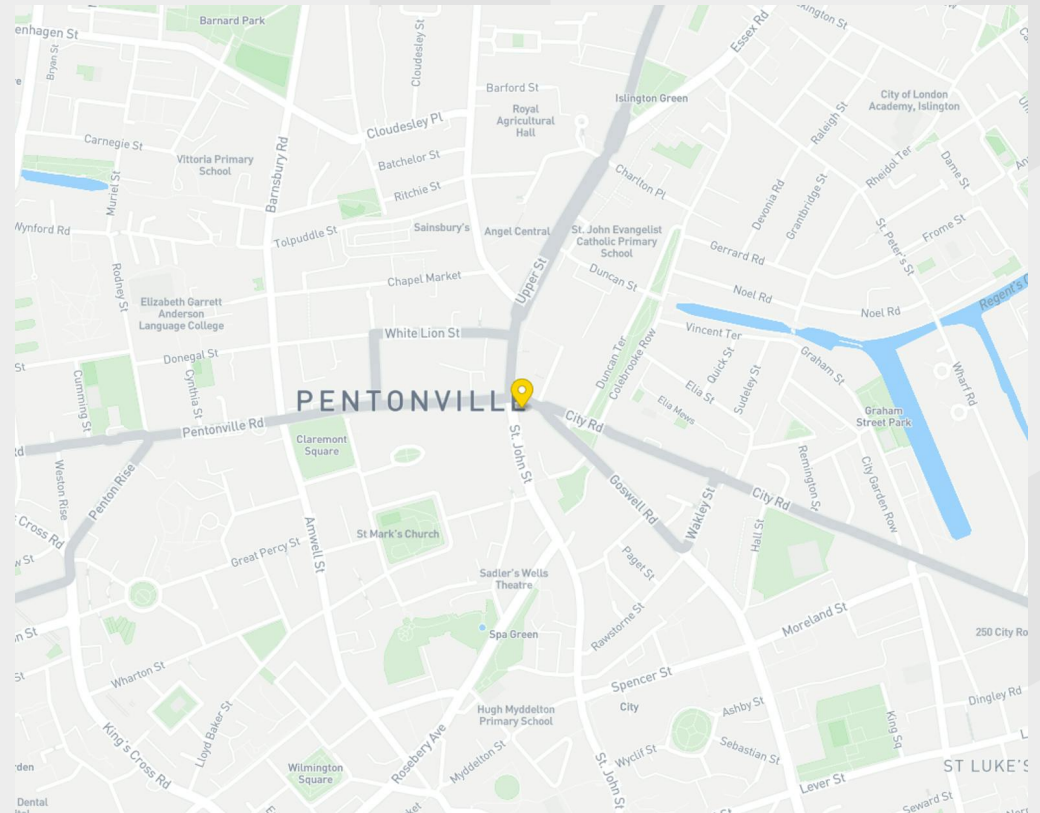 Barnard Park
enhagen St
Bryan St
Cloudesley St
Essex Rd
Barford St
Islington Green
Royal
Agricultural
Hall
City of London
Academy, Islington
Raleigh St
Cloudesley Pl
Carnegie St
Vittoria Primary
School
Batchelor St
Ritchie St
Barnsbury Rd
Muriel St
Charlton Pl
Rheidol Ter
Dame St
Devonia Rd
Grantbridge St
Wynford Rd
Tolpuddle St
Sainsbury's
Angel Central
St. John Evangelist
Catholic Primary
School
St. Peter's St
Frome St
Gerrard Rd
Rodney St
Chapel Market
Upper St
Duncan St
Noel Rd
Noel Rd
Elizabeth Garrett
Anderson
Language College
White Lion St
Vincent Ter
Graham St
Donegal St
Duncan Ter
Colebrooke Row
Quick St
Sudeley St
Elia St
Elia Mews
Wharf Rd
Cumming St
Cynthia St
PENTONVILLE
Graham
Street Park
Pentonville Rd
City Rd
Claremont
Square
St. John St
Goswell Rd
Wakley St
Remington St
City Garden Row
Weston Rise
Penton Rise
City Rd
Cross Rd
Amwell St
Great Percy St
St Mark's Church
Hall St
Paget St
Sadler's Wells
Theatre
Spa Green
Rawstorne St
Moreland St
250 City Ro
Wharton St
Spencer St
City
Ashby St
Dingley Rd
Lloyd Baker St
Hugh Myddelton
Primary School
King Sq
King's Cross Rd
Rosebery Ave
Myddelton St
Wyclif St
Sebastian St
Wilmington
Square
St. John St
Lever St
ST LUKE'S
Seward St
Dental